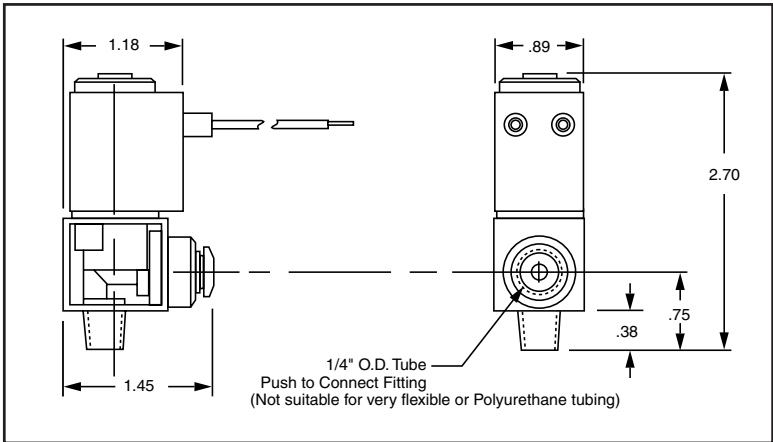 1.18
.89
2.70
.75
.38
1/4" O.D. Tube
Push to Connect Fitting
(Not suitable for very flexible or Polyurethane tubing)
1.45